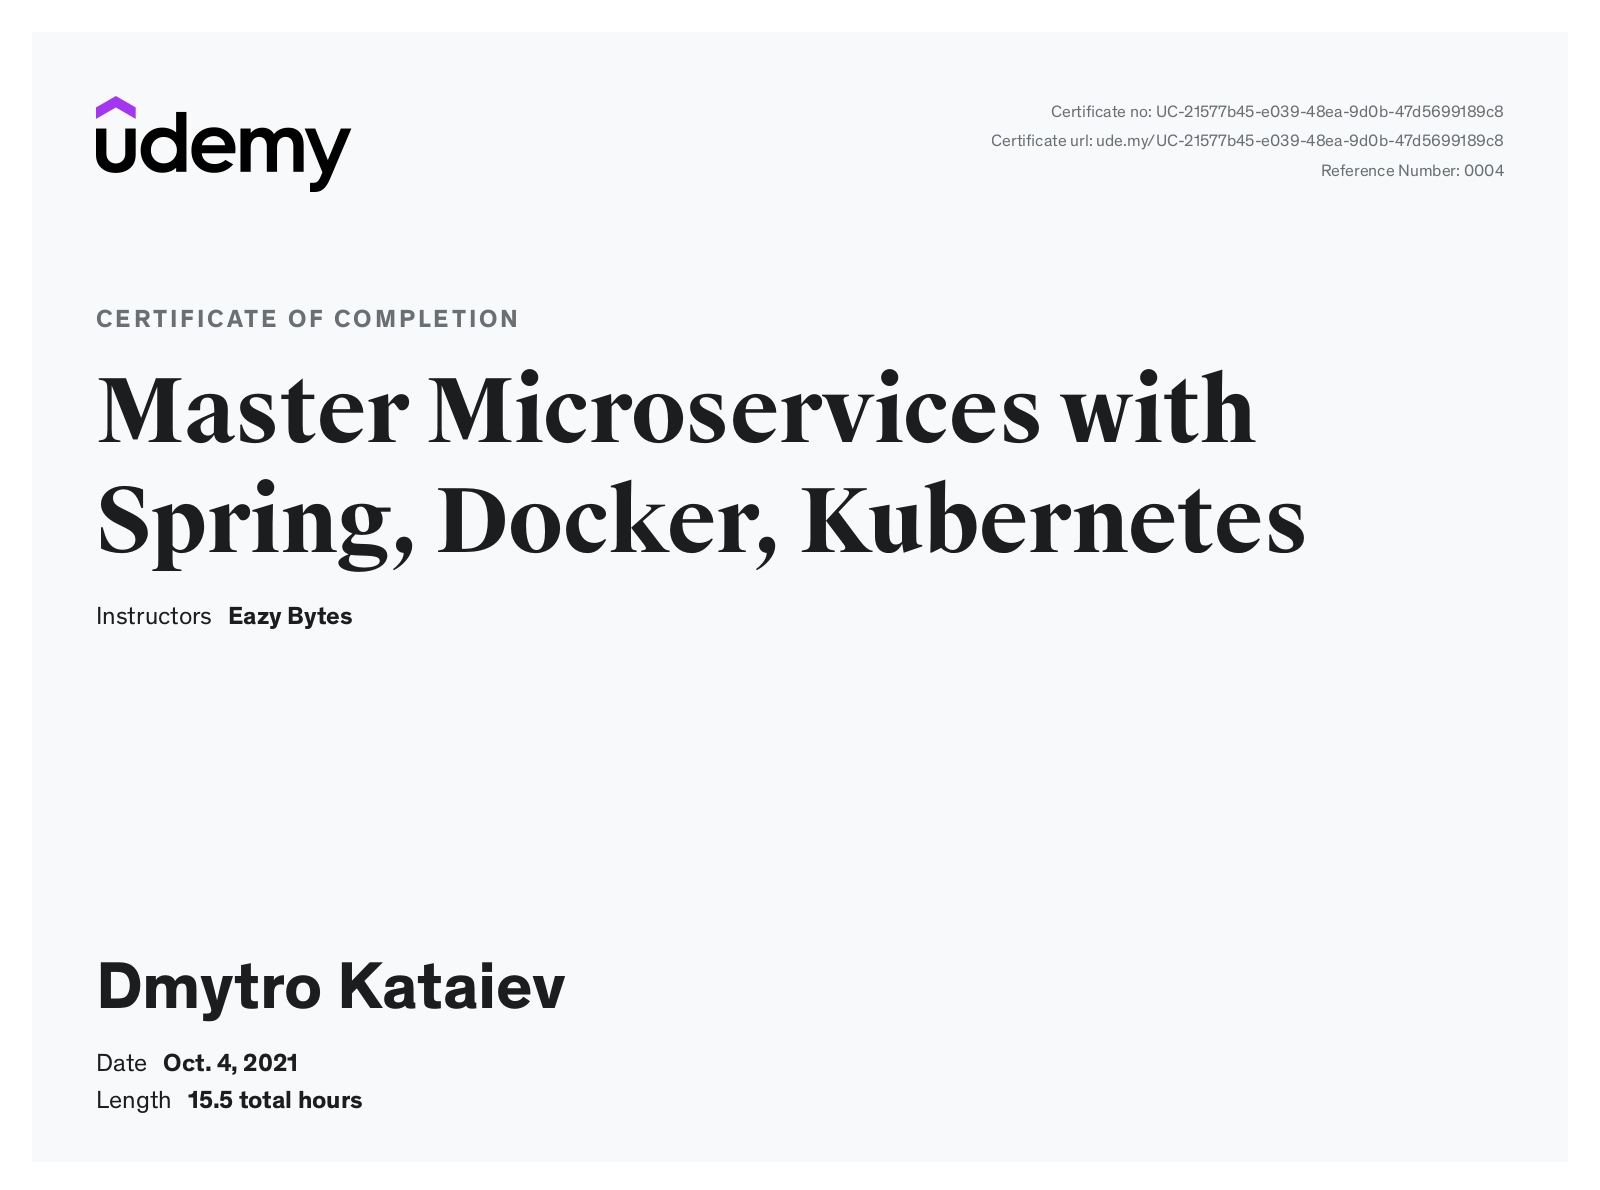 udemy
Certificate no: UC-21577b45-e039-48ea-9d0b-47d5699189c8
Certificate url: ude.my/UC-21577b45-e039-48ea-9d0b-47d5699189c8
Reference Number: 0004
CERTIFICATE OF COMPLETION
Master Microservices with
Spring, Docker, Kubernetes
Instructors Eazy Bytes
Dmytro Kataiev
Date Oct. 4, 2021
Length 15.5 total hours